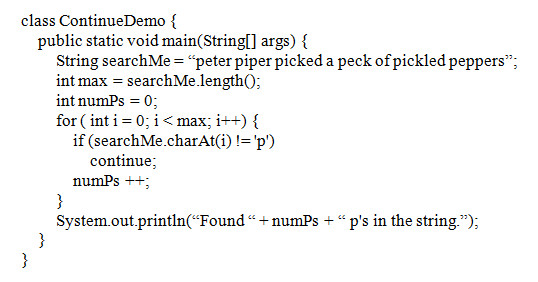 class ContinueDemo {
public static void main(String[] args) {
String searchMe = “peter piper picked a peck of pickled peppers”;
int max = searchMe.length();
int numPs = 0;
for ( int i = 0; i < max; i++) {
if (searchMe.charAt(i) != 'p')
continue;
numPs ++;
}
System.out.println(“Found “ + numPs + “ p's in the string.”);
}
}